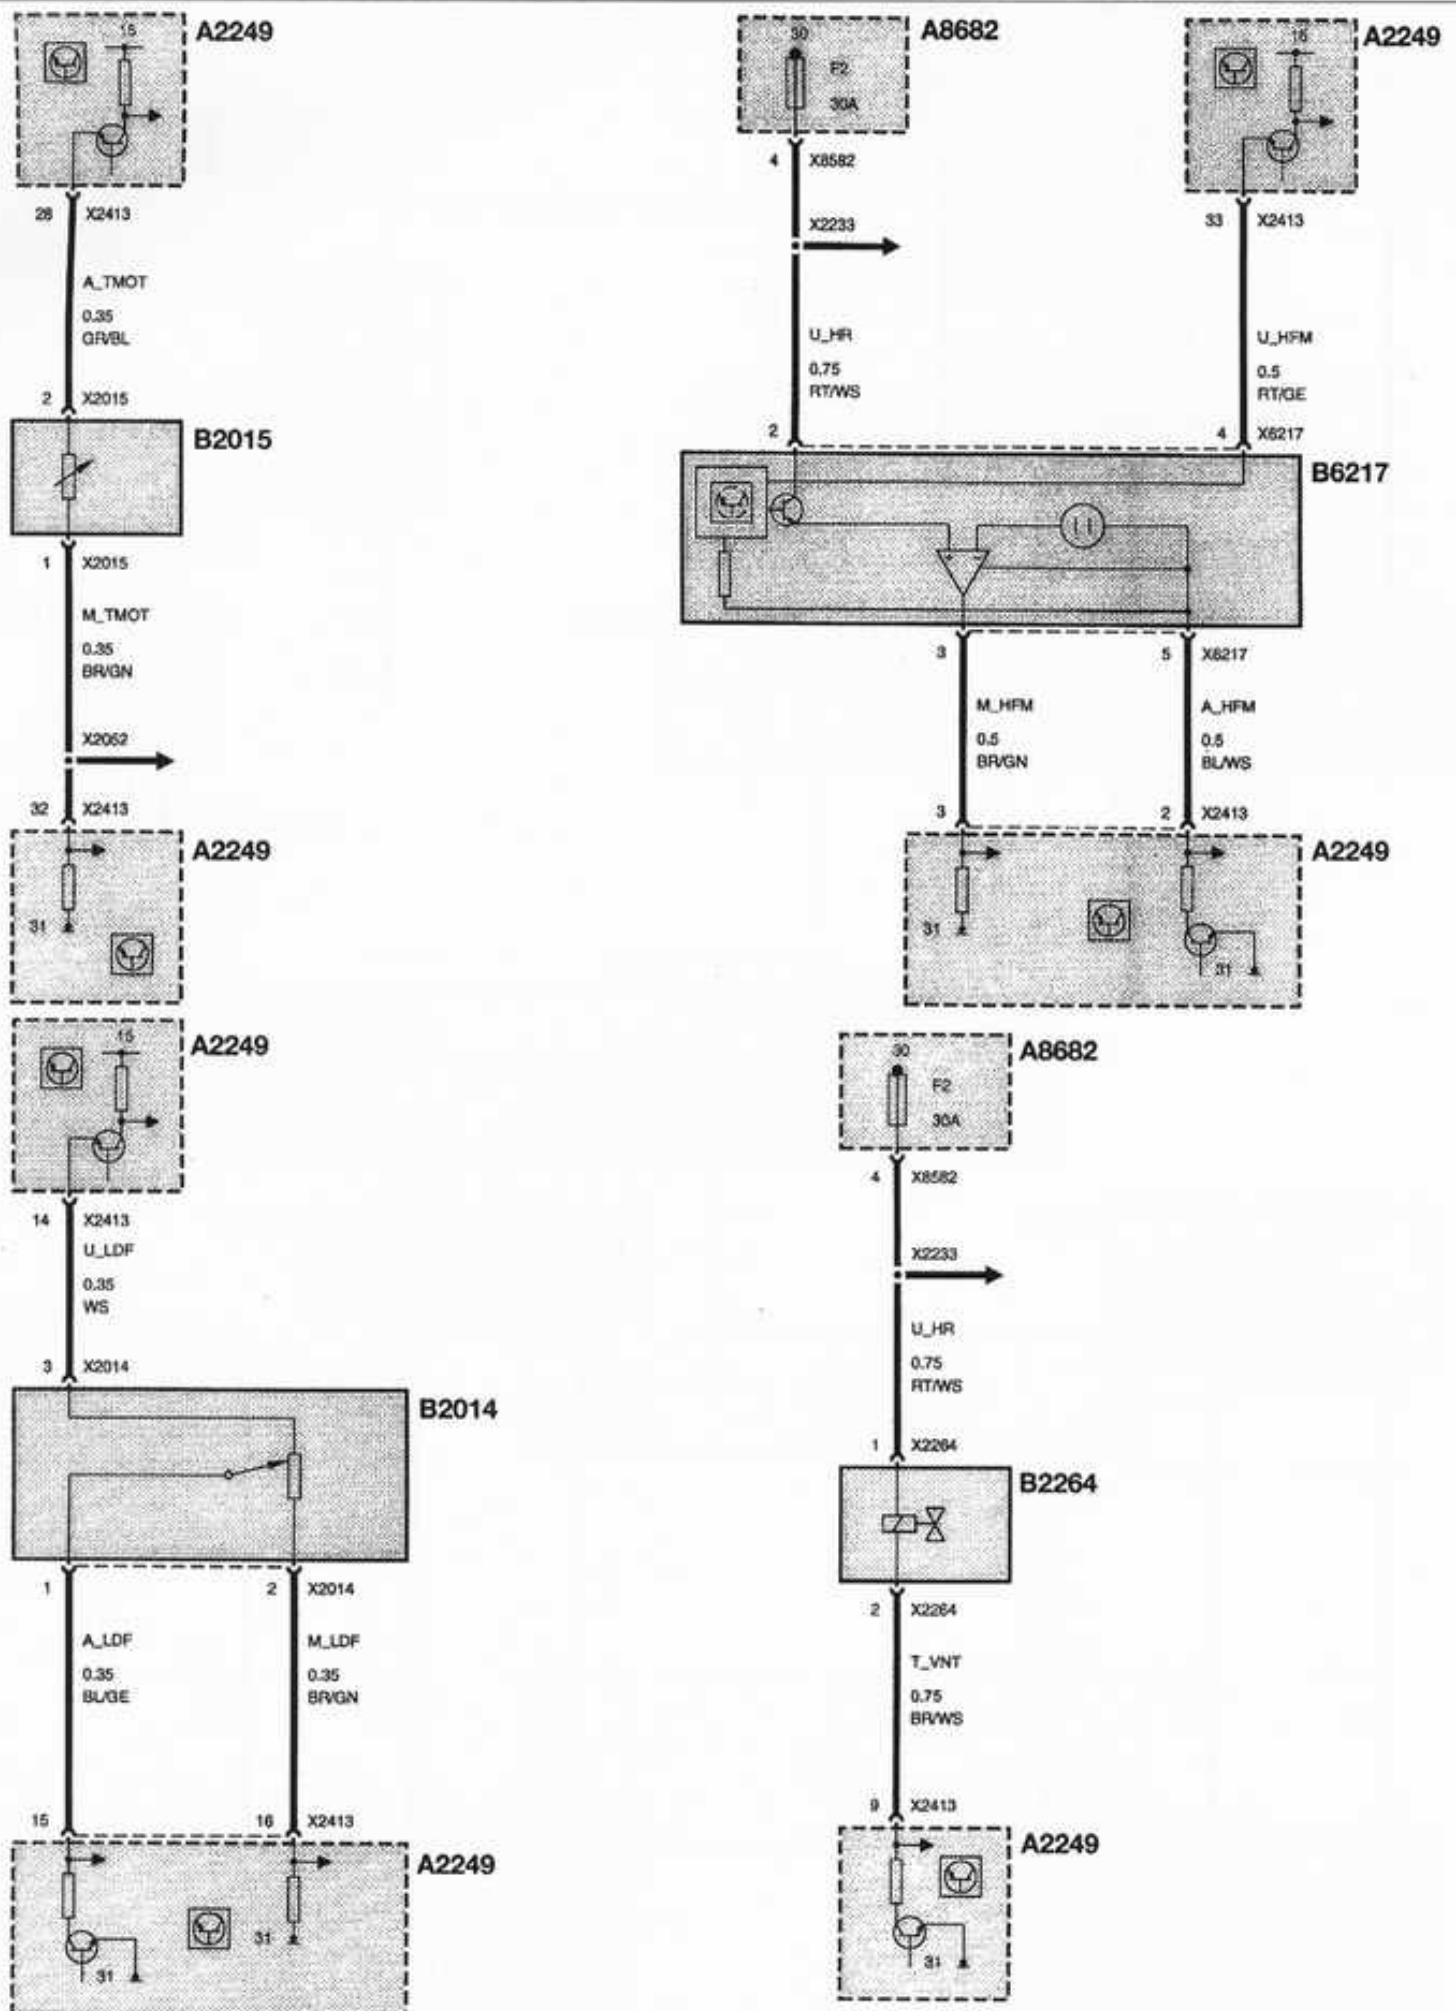 15
A2249
28 X2413
A_TMOT
0.35
GR/BL
2 X2015
B2015
1 X2015
M_TMOT
0.35
BR/GN
X2052
32 X2413
A2249
31
15
A2249
14 X2413
U_LDF
0.35
WS
3 X2014
B2014
1
2 X2014
A_LDF
0.35
BL/GE
M_LDF
0.35
BR/GN
15
16 X2413
A2249
31
31
30
F2
30A
A8682
4 X8582
X2233
U_HR
0.75
RT/WS
2
15
A2249
33 X2413
U_HFM
0.5
RT/GE
4 X6217
B6217
3
5 X6217
M_HFM
0.5
BR/GN
A_HFM
0.5
BL/WS
3
2 X2413
A2249
31
31
30
F2
30A
A8682
4 X8582
X2233
U_HR
0.75
RT/WS
1 X2264
B2264
2 X2264
T_VNT
0.75
BR/WS
9 X2413
A2249
31